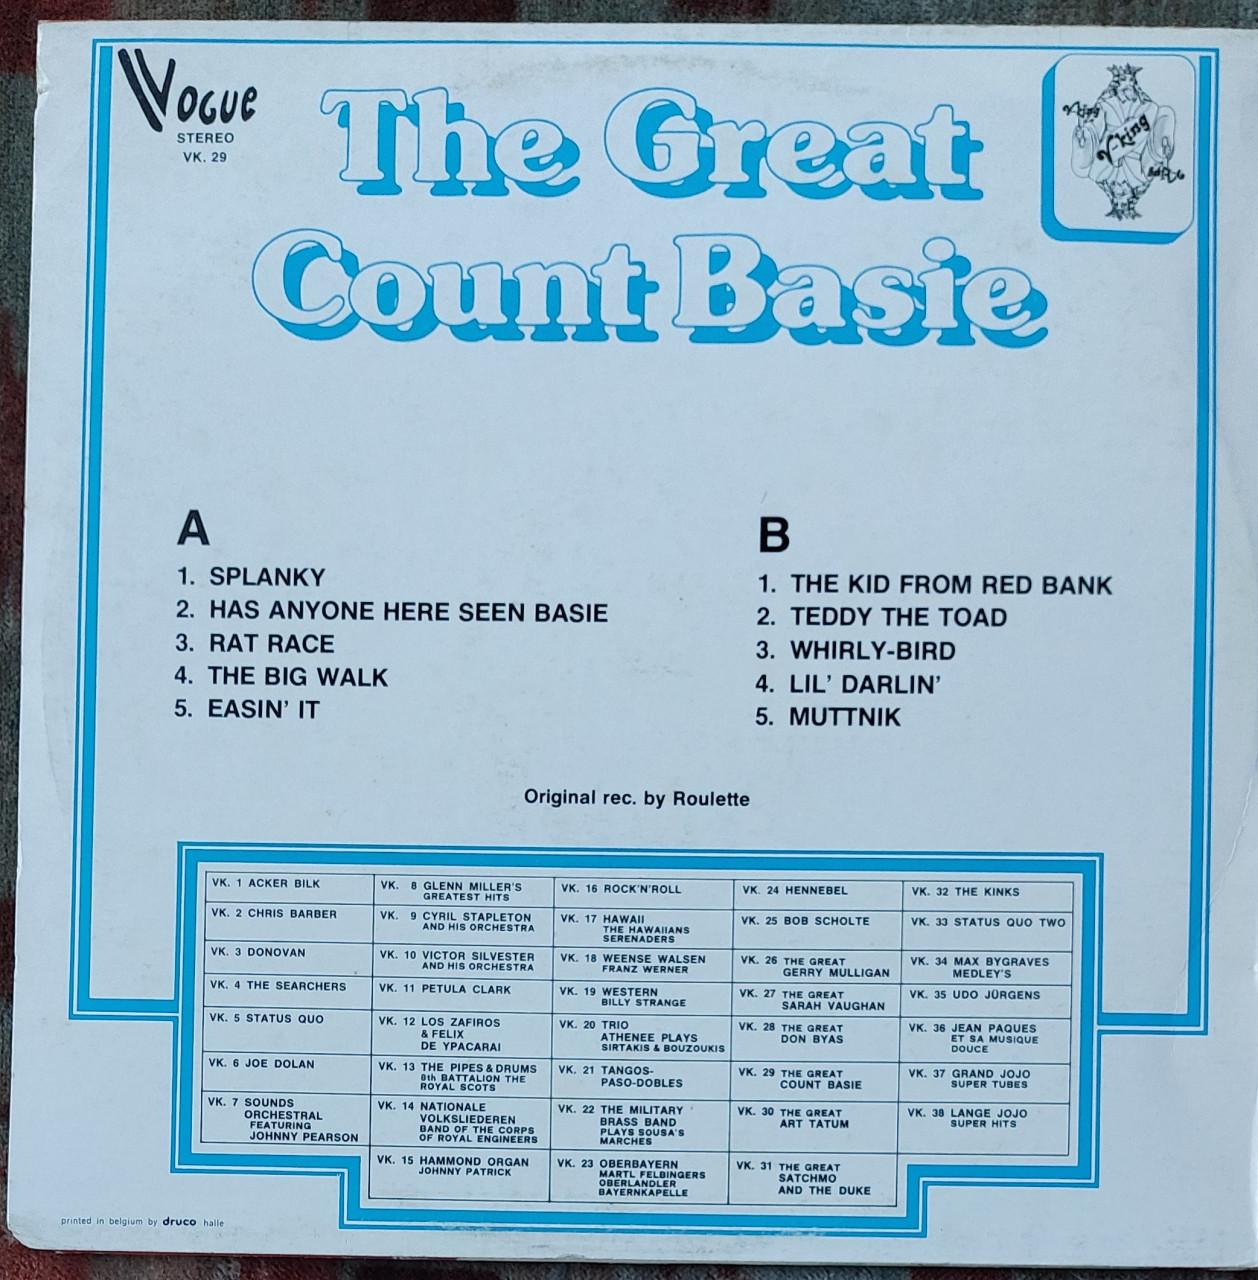 VOGUE
STEREO
VK. 29
The Great
Count Basie
V-King
V-King
A
1. SPLANKY
2. HAS ANYONE HERE SEEN BASIE
3. RAT RACE
4. THE BIG WALK
5. EASIN' IT
B
1. THE KID FROM RED BANK
2. TEDDY THE TOAD
3. WHIRLY-BIRD
4. LIL' DARLIN'
5. MUTTNIK
Original rec. by Roulette
VK. 1 ACKER BILK
VK. 2 CHRIS BARBER
VK. 3 DONOVAN
VK. 4 THE SEARCHERS
VK. 5 STATUS QUO
VK. 6 JOE DOLAN
VK. 7 SOUNDS
ORCHESTRAL
FEATURING
JOHNNY PEARSON
VK. 8 GLENN MILLER'S
GREATEST HITS
VK. 9 CYRIL STAPLETON
AND HIS ORCHESTRA
VK. 10 VICTOR SILVESTER
AND HIS ORCHESTRA
VK. 11 PETULA CLARK
VK. 12 LOS ZAFIROS
& FELIX
DE YPACARAI
VK. 13 THE PIPES & DRUMS
8th BATTALION THE
ROYAL SCOTS
VK. 14 NATIONALE
VOLKSLIEDEREN
BAND OF THE CORPS
OF ROYAL ENGINEERS
VK. 15 HAMMOND ORGAN
JOHNNY PATRICK
VK. 16 ROCK'N'ROLL
VK. 17 HAWAII
THE HAWAIIANS
SERENADERS
VK. 18 WEENSE WALSEN
FRANZ WERNER
VK. 19 WESTERN
BILLY STRANGE
VK. 20 TRIO
ATHENEE PLAYS
SIRTAKIS & BOUZOUKIS
VK. 21 TANGOS-
PASO-DOBLES
VK. 22 THE MILITARY
BRASS BAND
PLAYS SOUSA'S
MARCHES
VK. 23 OBERBAYERN
MARTL FELBINGERS
OBERLANDLER
BAYERNKAPELLE
VK. 24 HENNEBEL
VK. 25 BOB SCHOLTE
VK. 26 THE GREAT
GERRY MULLIGAN
VK. 27 THE GREAT
SARAH VAUGHAN
VK. 28 THE GREAT
DON BYAS
VK. 29 THE GREAT
COUNT BASIE
VK. 30 THE GREAT
ART TATUM
VK. 31 THE GREAT
SATCHMO
AND THE DUKE
VK. 32 THE KINKS
VK. 33 STATUS QUO TWO
VK. 34 MAX BYGRAVES
MEDLEY'S
VK. 35 UDO JÜRGENS
VK. 36 JEAN PAQUES
ET SA MUSIQUE
DOUCE
VK. 37 GRAND JOJO
SUPER TUBES
VK. 38 LANGE JOJO
SUPER HITS
printed in belgium by druco halle